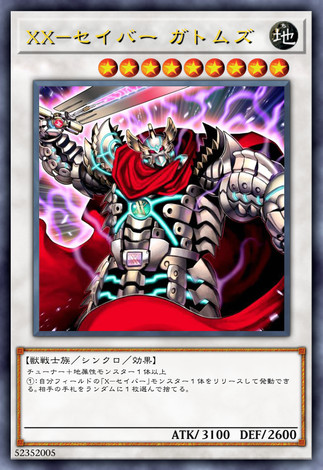 XX－セイバー ガトムズ
地
【獣戦士族／シンクロ／効果】
チューナー＋地属性モンスター１体以上
①：自分フィールドの「X－セイバー」モンスター１体をリリースして発動でき
る。相手の手札をランダムに１枚選んで捨てる。
ATK/ 3100 DEF/2600
52352005